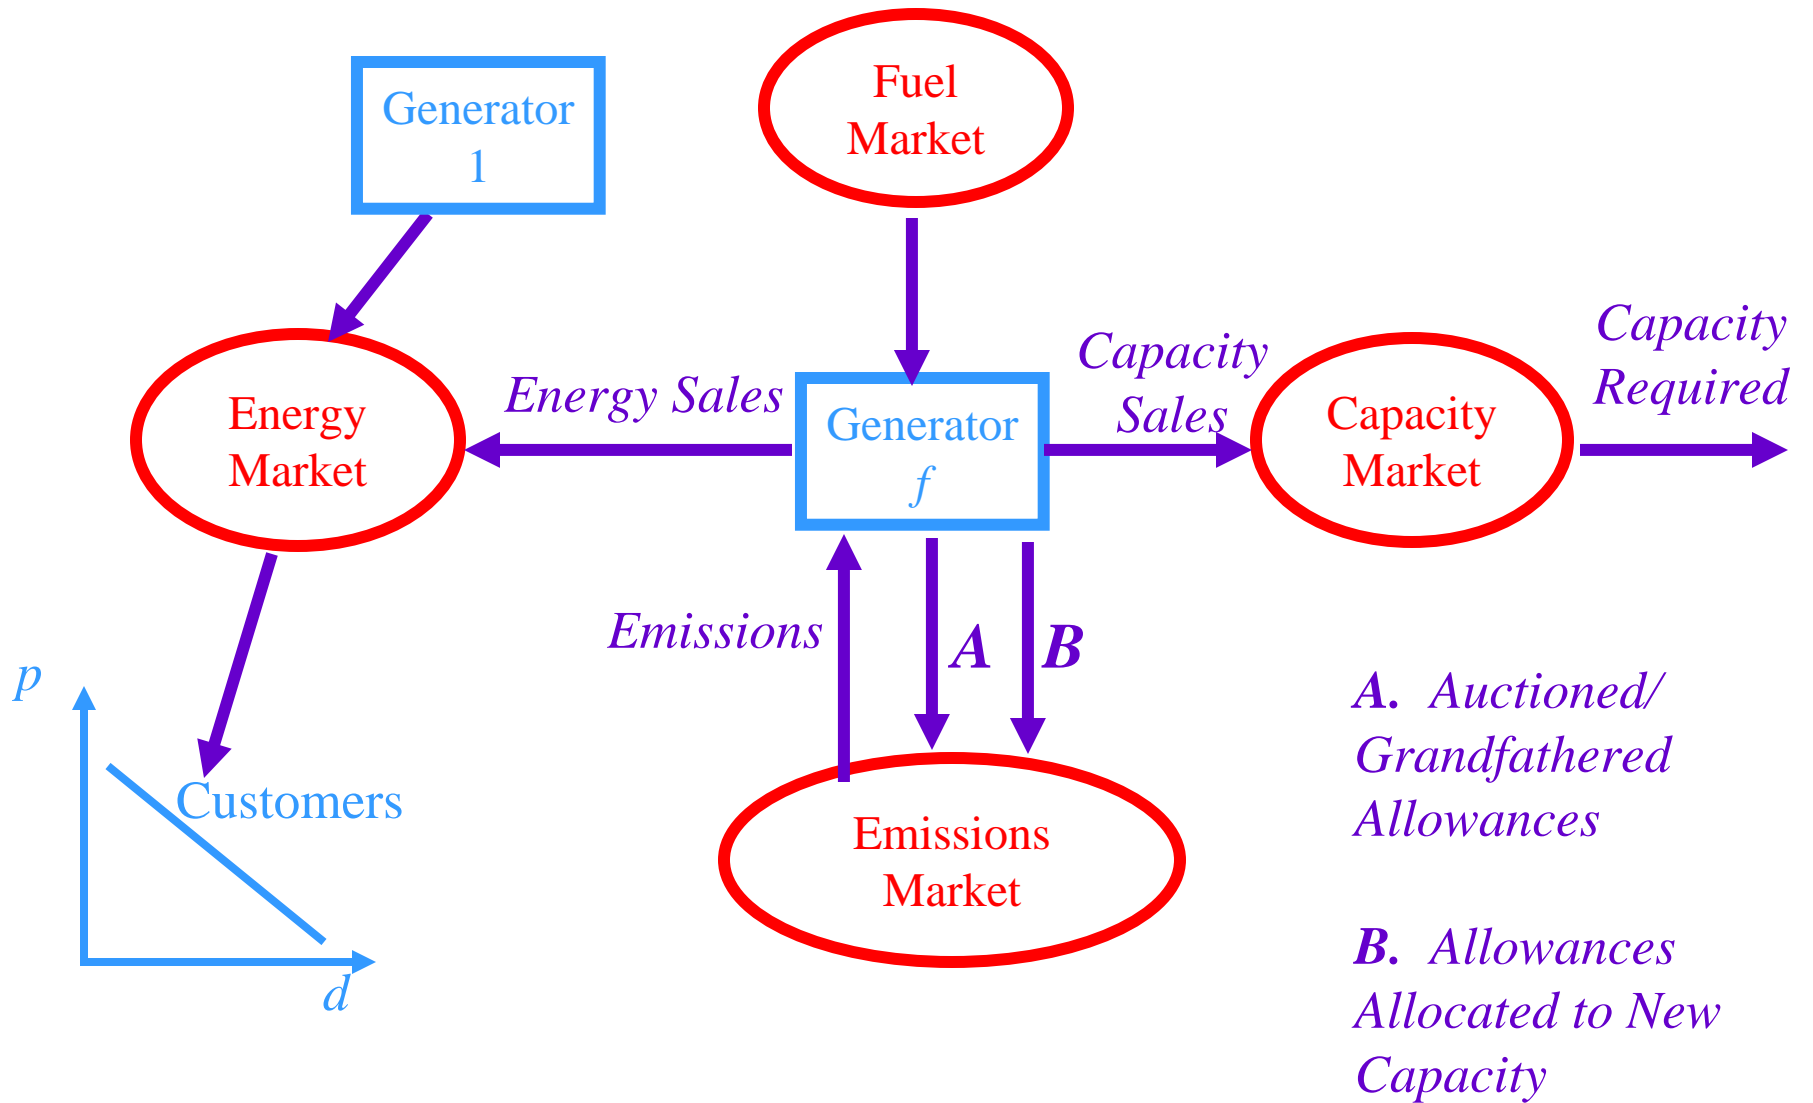 Generator
1
Fuel
Market
Energy
Market
Energy Sales
Generator
f
Capacity
Sales
Capacity
Market
Capacity
Required
Emissions
A
B
p
Customers
d
Emissions
Market
A. Auctioned/
Grandfathered
Allowances
B. Allowances
Allocated to New
Capacity